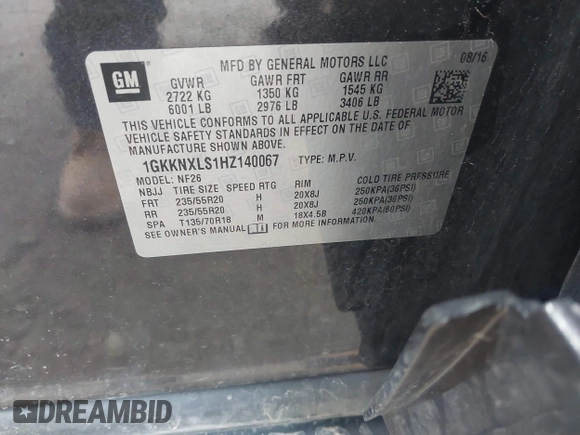 GM
MFD BY GENERAL MOTORS LLC 08/16
GVWR GAWR FRT GAWR RR
2722 KG 1350 KG 1545 KG
6001 LB 2976 LB 3406 LB
THIS VEHICLE CONFORMS TO ALL APPLICABLE U.S. FEDERAL MOTOR
VEHICLE SAFETY STANDARDS IN EFFECT ON THE DATE OF
MANUFACTURE SHOWN ABOVE.
1GKKNXLS1HZ140067 TYPE: M.P.V.
MODEL: NF26
NBJJ TIRE SIZE SPEED RTG RIM COLD TIRE PRESSURE
FRT 235/55R20 H 20X8J 250KPA(36PSI)
RR 235/55R20 H 20X8J 250KPA(36PSI)
SPA T135/70R18 M 18X4.5B 420KPA(60PSI)
SEE OWNER'S MANUAL FOR MORE INFORMATION
DREAMBID